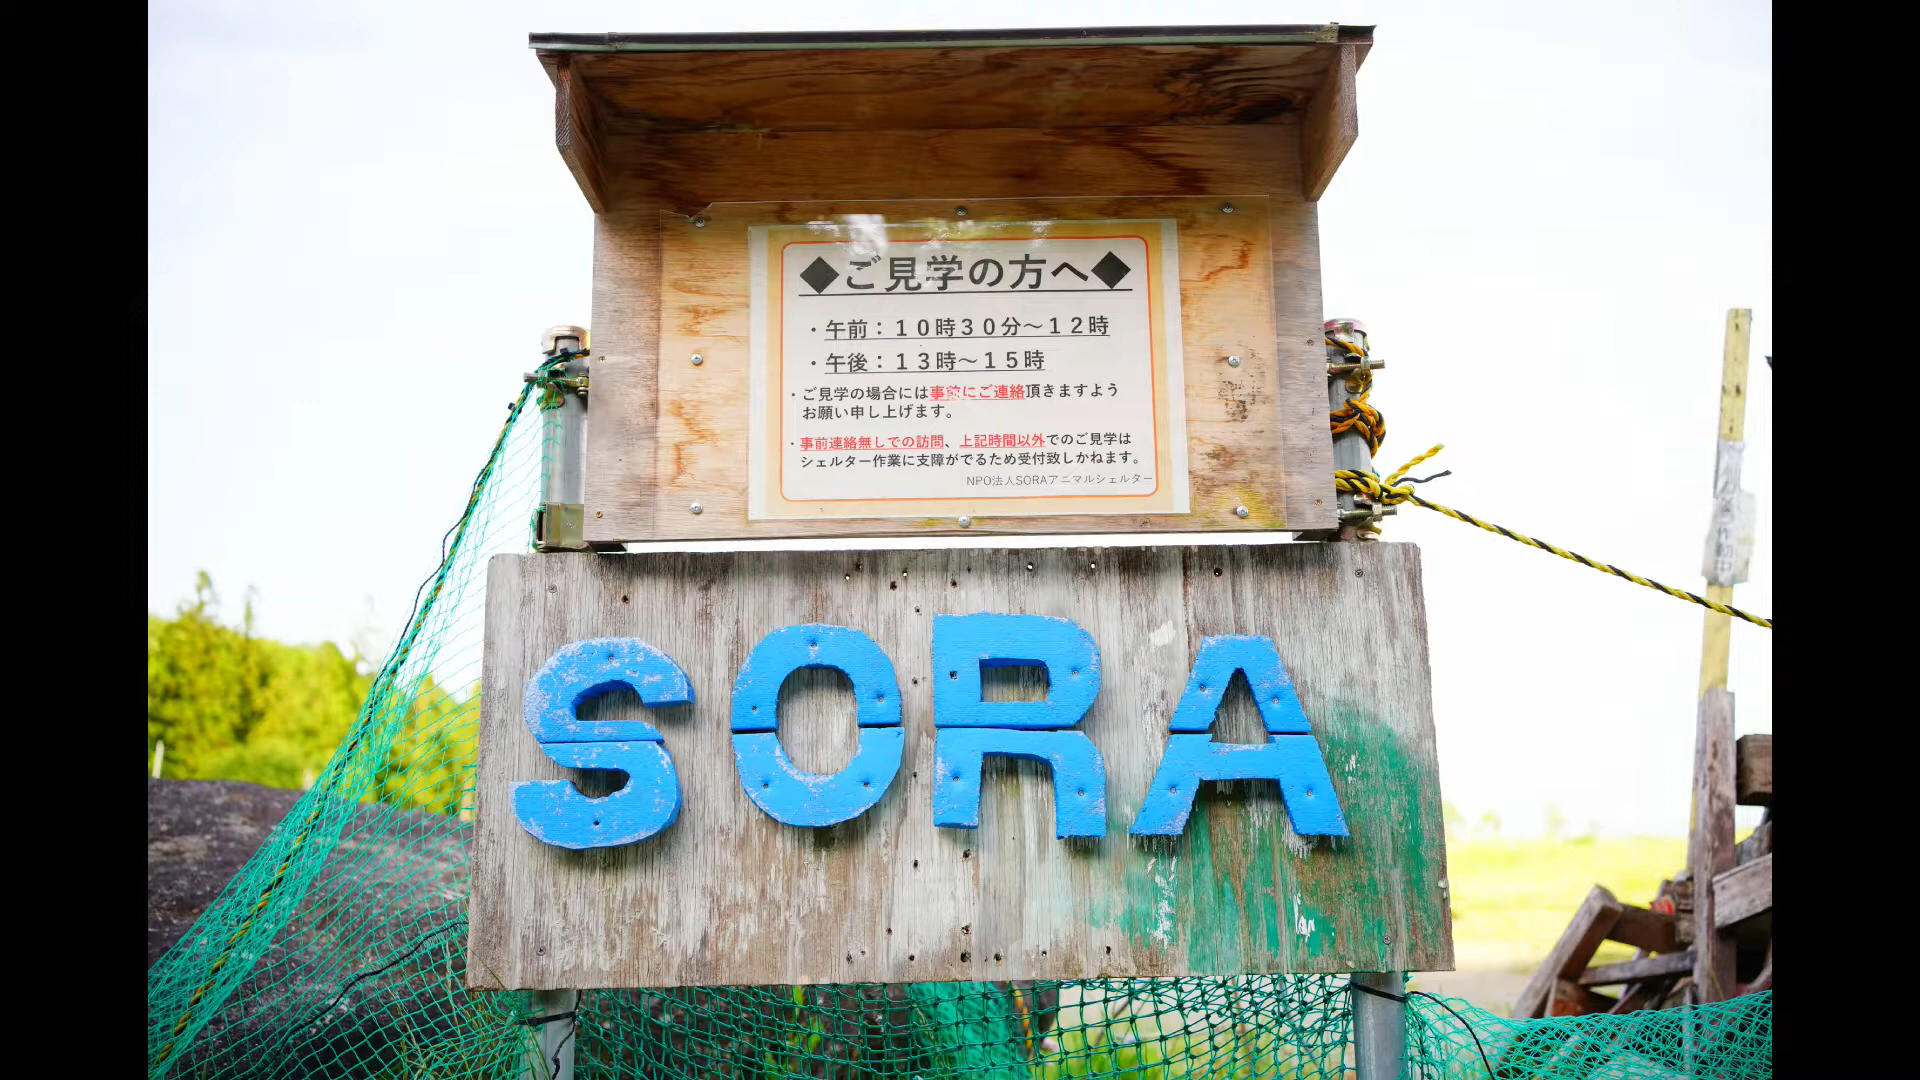 ◆ご見学の方へ◆
・午前：１０時３０分～１２時
・午後：１３時～１５時
・ご見学の場合には事前にご連絡頂きますよう
お願い申し上げます。
・事前連絡無しでの訪問、上記時間以外でのご見学は
シェルター作業に支障がでるため受付致しかねます。
NPO法人SORAアニマルシェルター
SORA